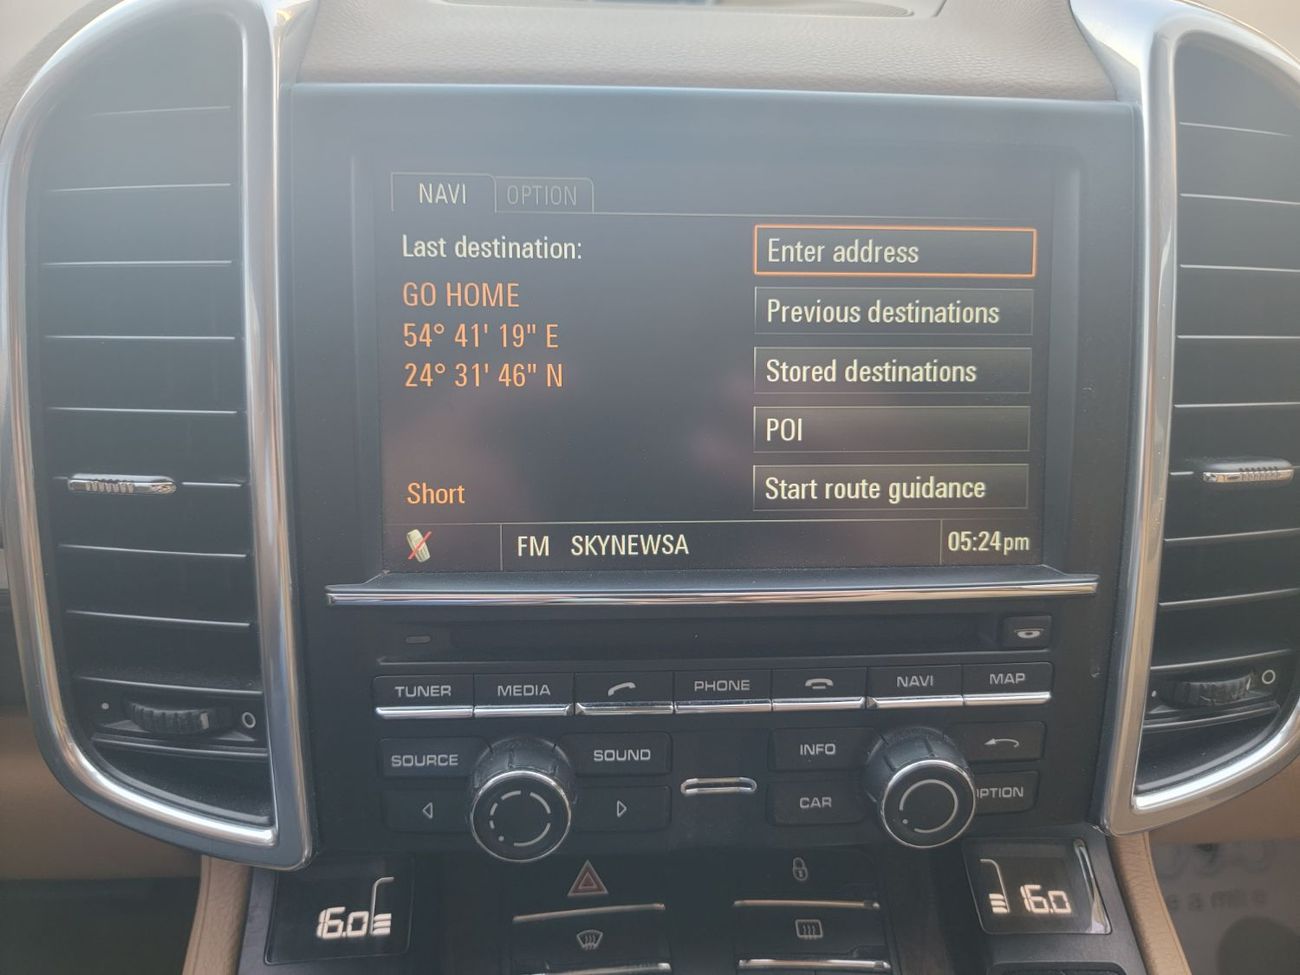 NAVI OPTION
Last destination:
GO HOME
54° 41' 19" E
24° 31' 46" N
Short
Enter address
Previous destinations
Stored destinations
POI
Start route guidance
FM SKYNEWSA 05:24pm
TUNER MEDIA PHONE NAVI MAP
SOURCE SOUND INFO
CAR PTION
16.0 16.0